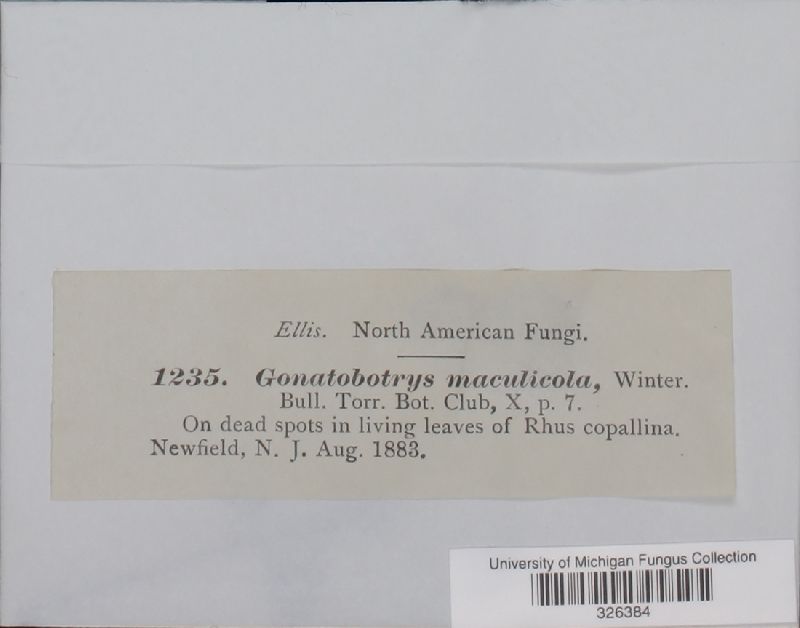 Ellis. North American Fungi.
1235. Gonatobotrys maculicola, Winter.
Bull. Torr. Bot. Club, X, p. 7.
On dead spots in living leaves of Rhus copallina.
Newfield, N. J. Aug. 1883.
University of Michigan Fungus Collection
326384